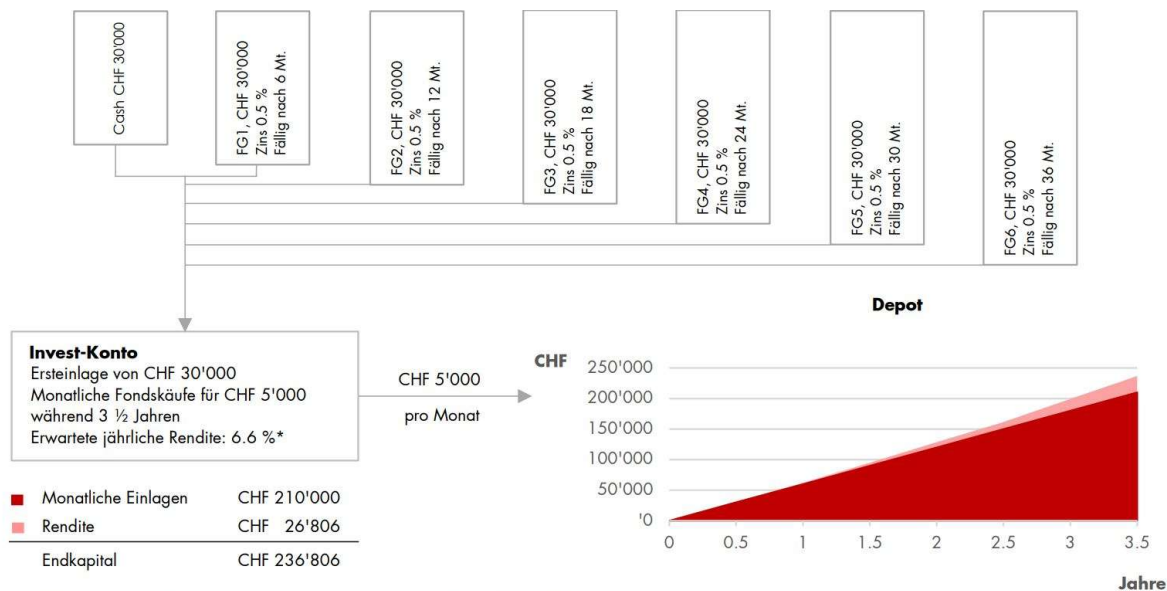 Cash CHF 30'000
FG1, CHF 30'000
Zins 0.5 %
Fällig nach 6 Mt.
FG2, CHF 30'000
Zins 0.5 %
Fällig nach 12 Mt.
FG3, CHF 30'000
Zins 0.5 %
Fällig nach 18 Mt.
FG4, CHF 30'000
Zins 0.5 %
Fällig nach 24 Mt.
FG5, CHF 30'000
Zins 0.5 %
Fällig nach 30 Mt.
FG6, CHF 30'000
Zins 0.5 %
Fällig nach 36 Mt.
Invest-Konto
Ersteinlage von CHF 30'000
Monatliche Fondskäufe für CHF 5'000
während 3 ½ Jahren
Erwartete jährliche Rendite: 6.6 %*
CHF 5'000
pro Monat
Monatliche Einlagen CHF 210'000
Rendite CHF 26'806
Endkapital CHF 236'806
Depot
CHF
250'000
200'000
150'000
100'000
50'000
'0
0 0.5 1 1.5 2 2.5 3 3.5
Jahre